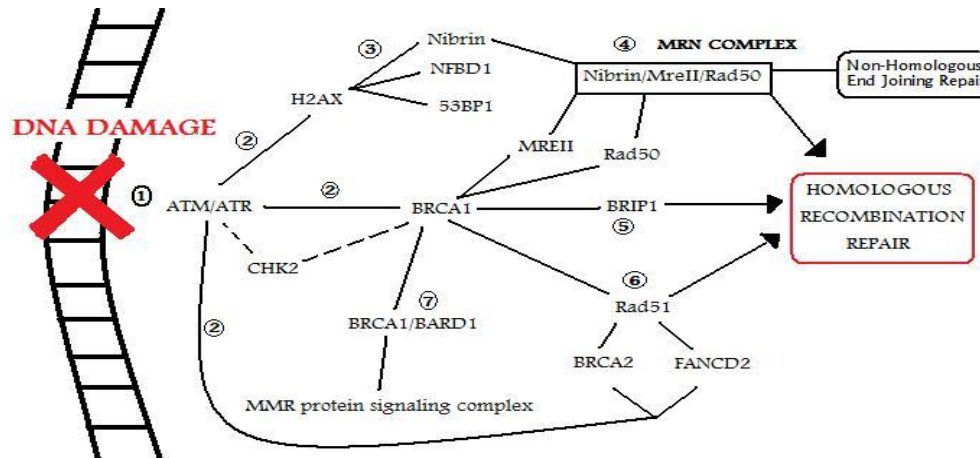 ③
Nibrin
④ MRN COMPLEX
NFBD1
Nibrin/MreII/Rad50
Non-Homologous
End Joining Repair
H2AX
53BP1
DNA DAMAGE
②
MREII
Rad50
①
ATM/ATR
②
BRCA1
BRIP1
⑤
HOMOLOGOUS
RECOMBINATION
REPAIR
CHK2
⑥
Rad51
⑦
BRCA1/BARD1
②
BRCA2
FANCD2
MMR protein signaling complex